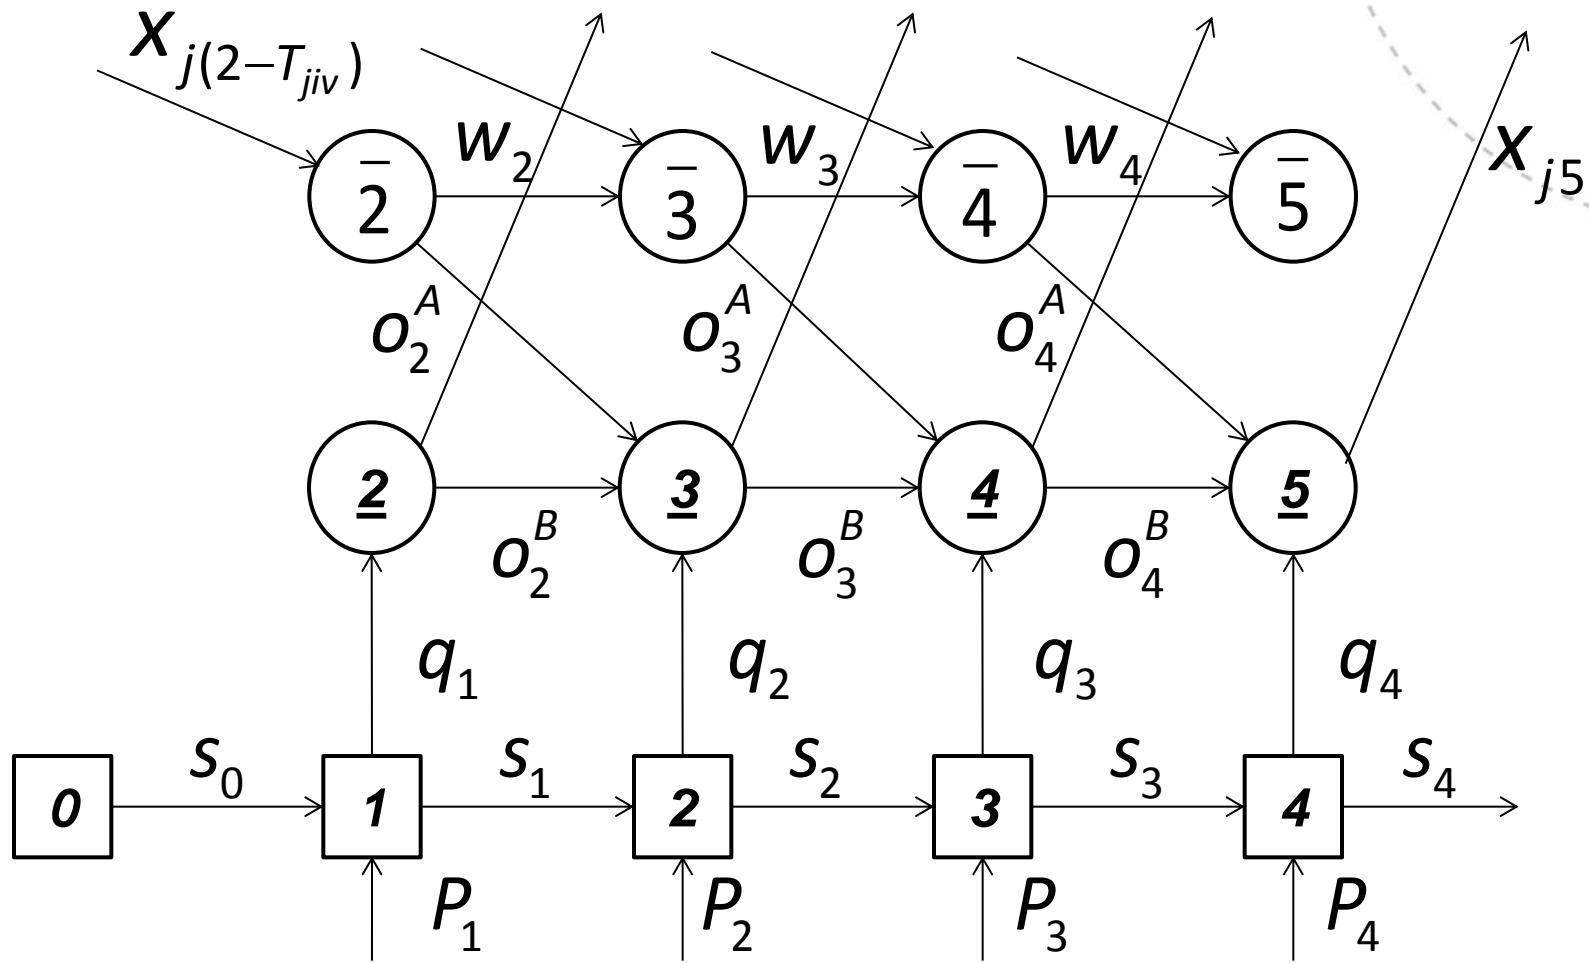 x_{j(2−T_{jiv})}
w_2 w_3 w_4 x_{j5}
2̅ 3̅ 4̅ 5̅
o_2^A o_3^A o_4^A
2̲ 3̲ 4̲ 5̲
o_2^B o_3^B o_4^B
q_1 q_2 q_3 q_4
s_0 s_1 s_2 s_3 s_4
0 1 2 3 4
P_1 P_2 P_3 P_4